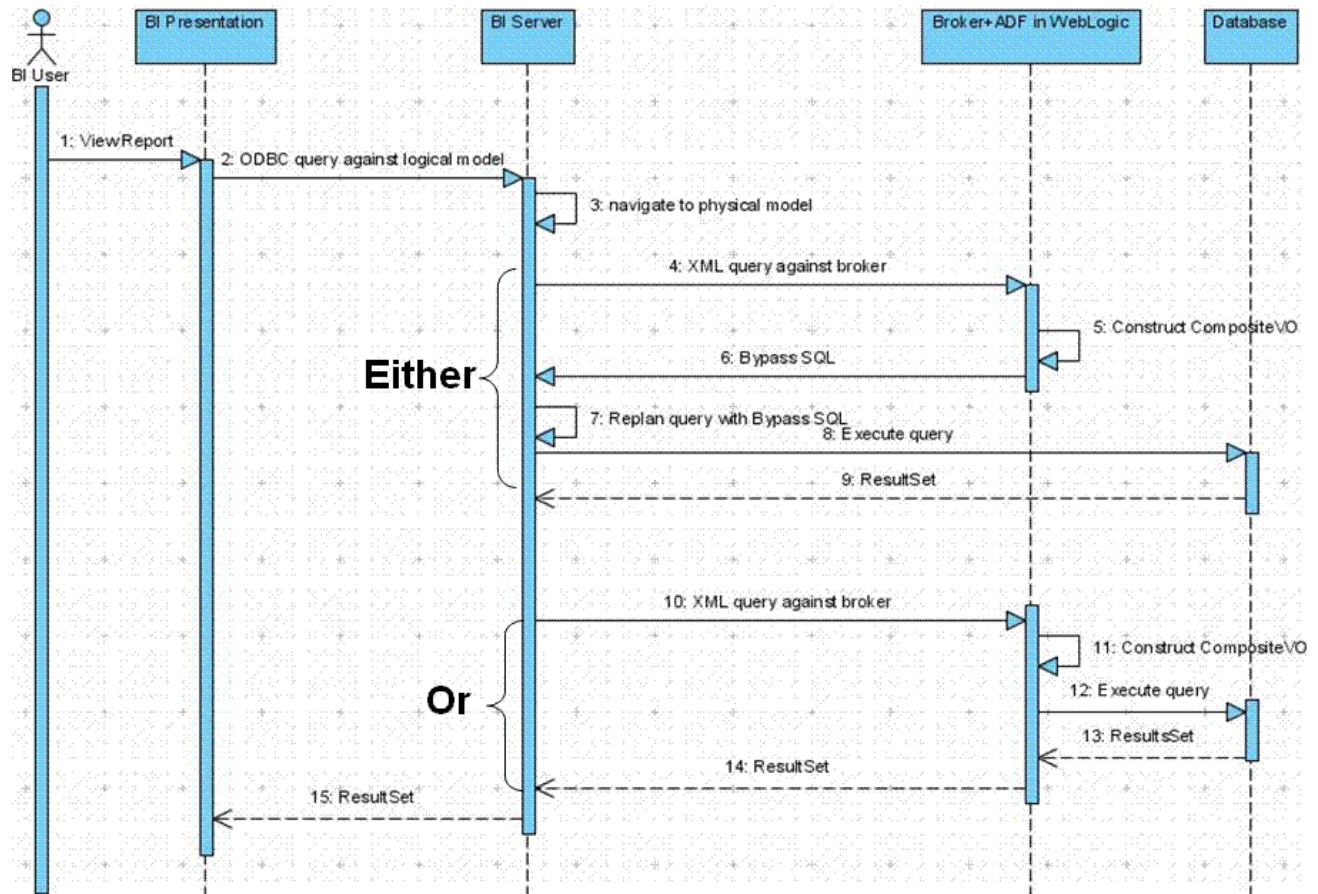 BI Presentation
BI Server
Broker+ADF in WebLogic
Database
BI User
1: ViewReport
2: ODBC query against logical model
3: navigate to physical model
4: XML query against broker
5: Construct CompositeVO
6: Bypass SQL
Either
7: Replan query with Bypass SQL
8: Execute query
9: ResultSet
10: XML query against broker
11: Construct CompositeVO
Or
12: Execute query
13: ResultsSet
14: ResultSet
15: ResultSet